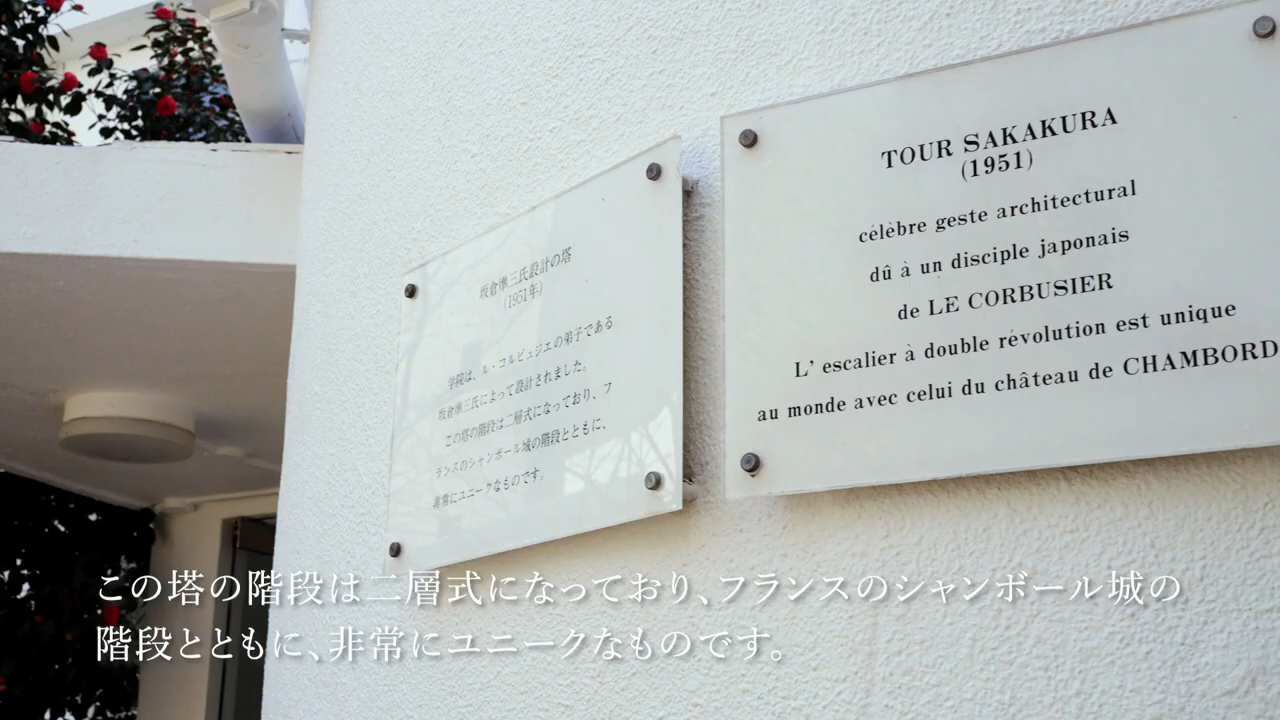 坂倉準三氏設計の塔
(1951年)
学院は、ル・コルビュジエの弟子である
坂倉準三氏によって設計されました。
この塔の階段は二層式になっており、フ
ランスのシャンボール城の階段とともに、
非常にユニークなものです。
TOUR SAKAKURA
(1951)
célèbre geste architectural
dû à un disciple japonais
de LE CORBUSIER
L' escalier à double révolution est unique
au monde avec celui du château de CHAMBORD
この塔の階段は二層式になっており、フランスのシャンボール城の
階段とともに、非常にユニークなものです。